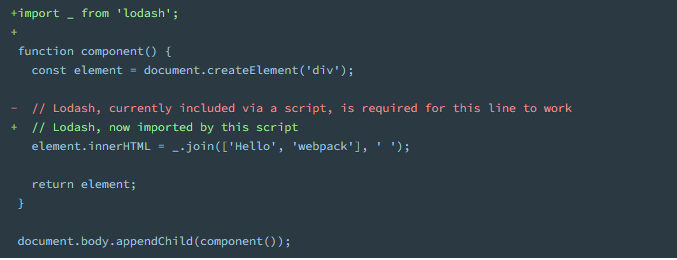 +import _ from 'lodash';
+
 function component() {
   const element = document.createElement('div');

-  // Lodash, currently included via a script, is required for this line to work
+  // Lodash, now imported by this script
   element.innerHTML = _.join(['Hello', 'webpack'], ' ');

   return element;
 }

 document.body.appendChild(component());